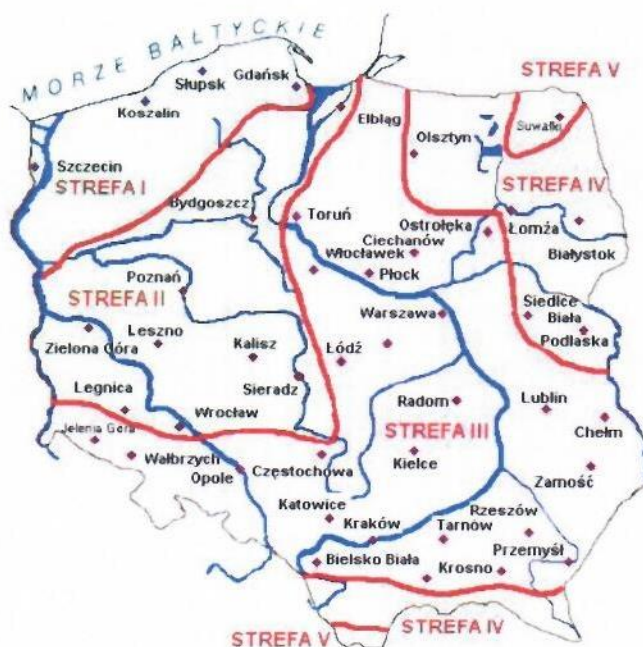 MORZE BAŁTYCKIE
STREFA V
Słupsk
Gdańsk
Koszalin
Elbląg
Suwałki
Olsztyn
Szczecin
STREFA I
STREFA IV
Bydgoszcz
Toruń
Ostrołęka
Łomża
Ciechanów
Włocławek
Białystok
Poznań
Płock
STREFA II
Siedlce
Warszawa
Biała
Podlaska
Leszno
Zielona Góra
Kalisz
Łódź
Sieradz
Legnica
Radom
Lublin
Wrocław
Jelenia Góra
STREFA III
Chełm
Wałbrzych
Częstochowa
Kielce
Opole
Zamość
Katowice
Rzeszów
Kraków
Tarnów
Przemyśl
Bielsko Biała
Krosno
STREFA V
STREFA IV